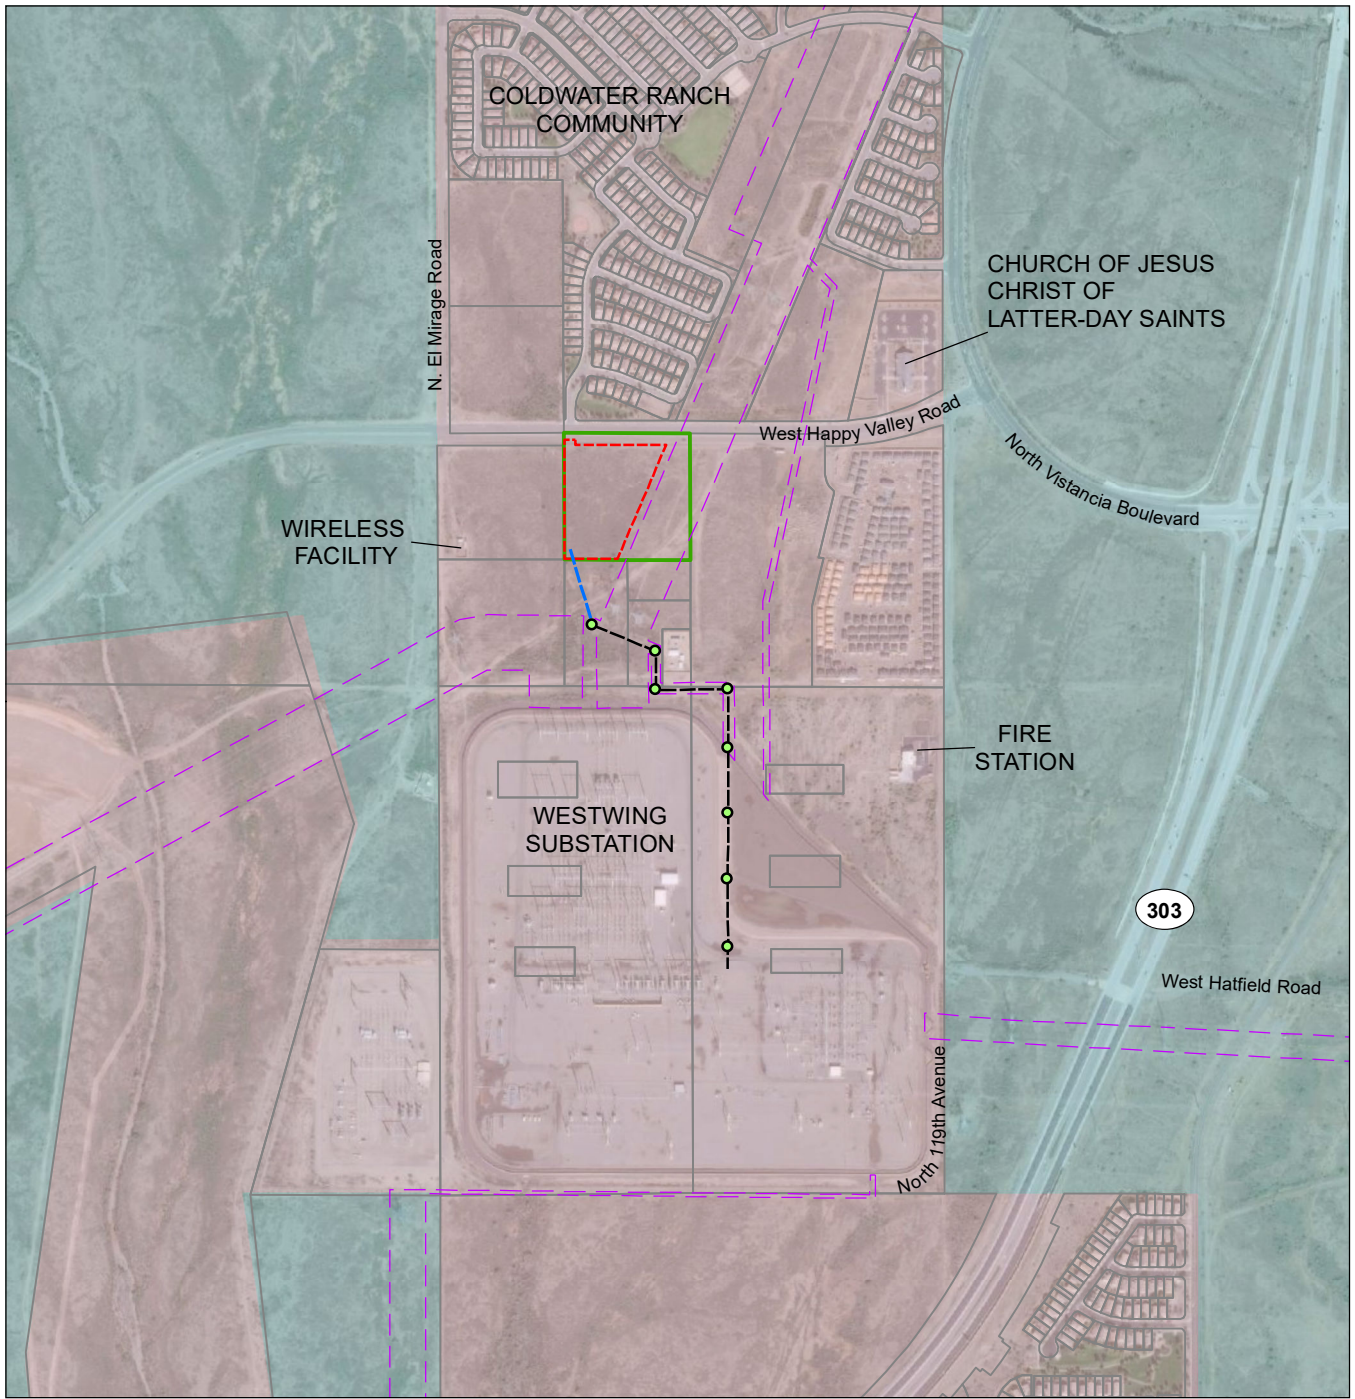 COLDWATER RANCH
COMMUNITY
N. El Mirage Road
CHURCH OF JESUS
CHRIST OF
LATTER-DAY SAINTS
West Happy Valley Road
North Vistancia Boulevard
WIRELESS
FACILITY
FIRE
STATION
WESTWING
SUBSTATION
303
West Hatfield Road
North 119th Avenue